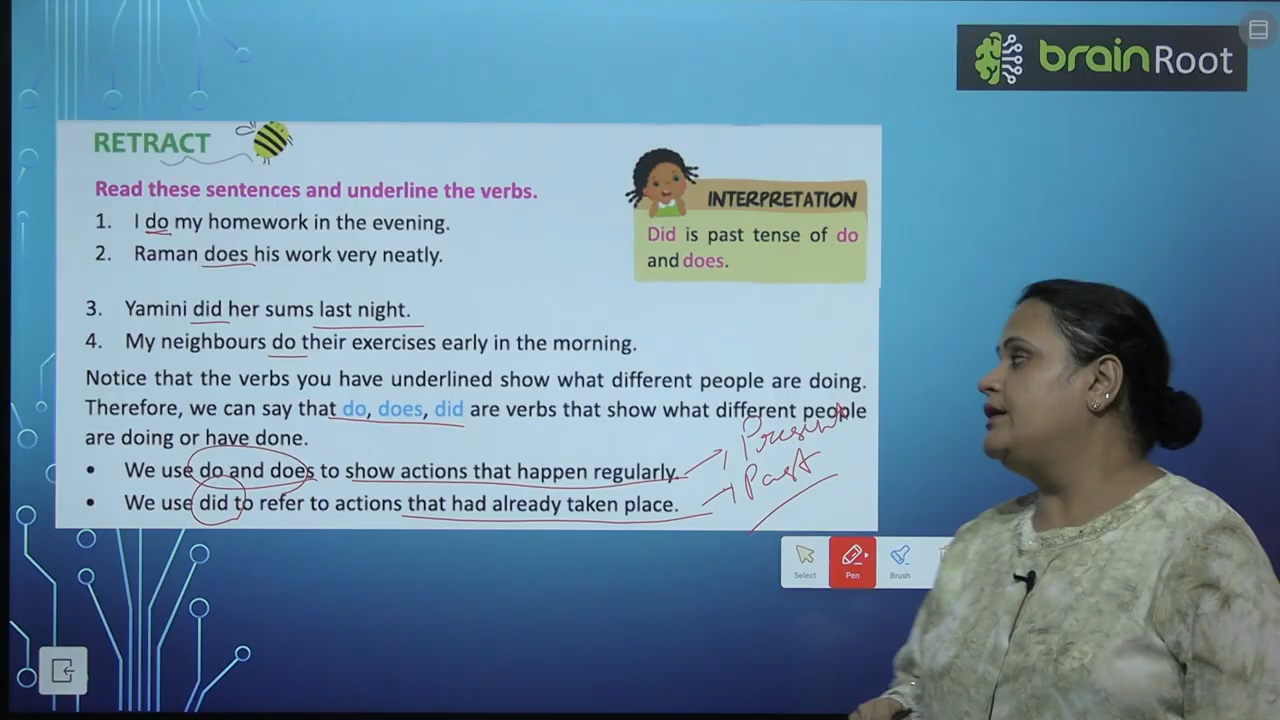 brainRoot
RETRACT
Read these sentences and underline the verbs.
1. I do my homework in the evening.
2. Raman does his work very neatly.
INTERPRETATION
Did is past tense of do
and does.
3. Yamini did her sums last night.
4. My neighbours do their exercises early in the morning.
Notice that the verbs you have underlined show what different people are doing.
Therefore, we can say that do, does, did are verbs that show what different people
are doing or have done.
• We use do and does to show actions that happen regularly.
Present
• We use did to refer to actions that had already taken place.
Past
Select
Pen
Brush